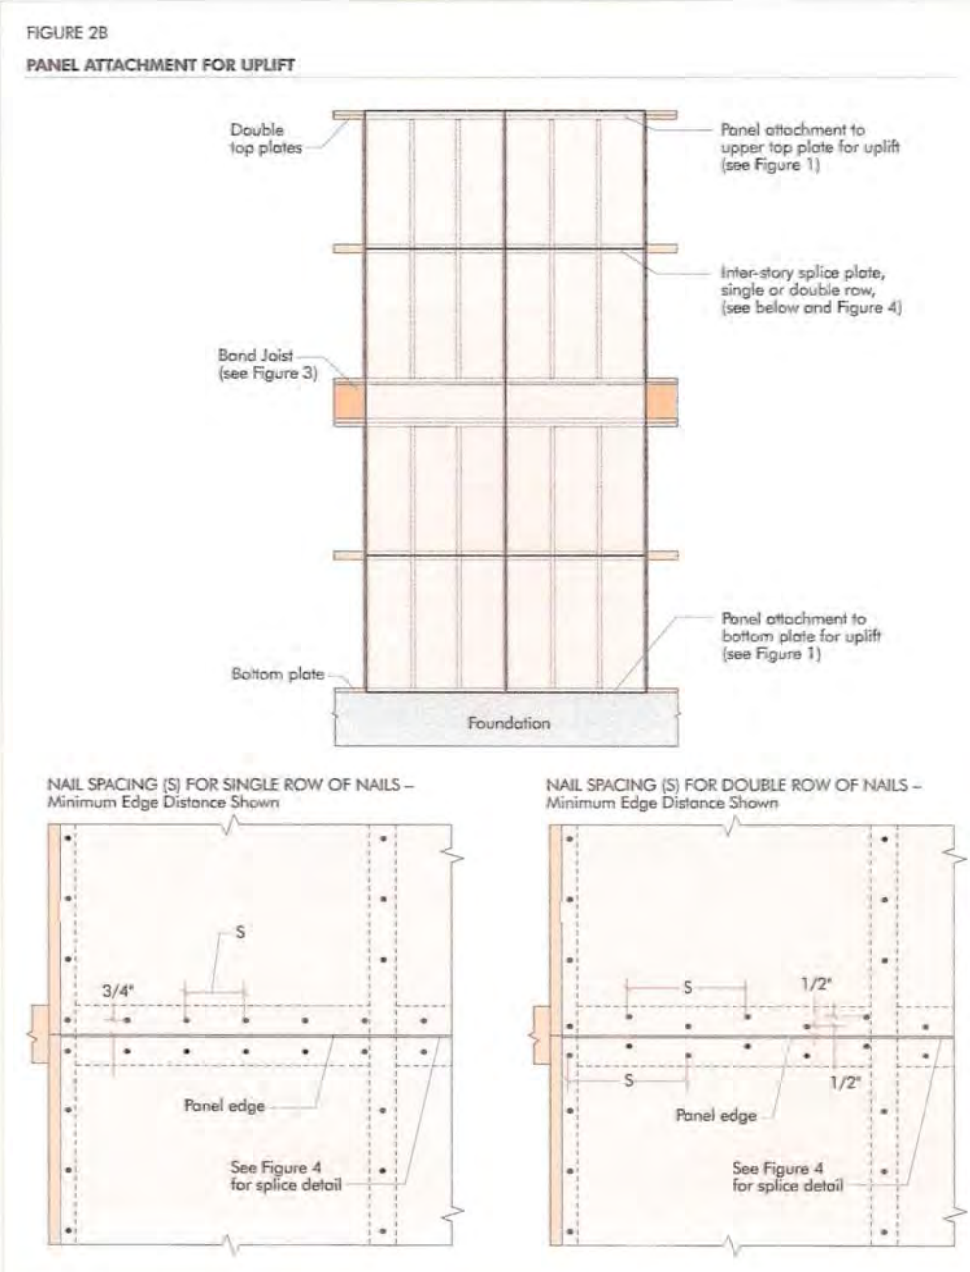 FIGURE 2B
PANEL ATTACHMENT FOR UPLIFT
Double
top plates
Panel attachment to
upper top plate for uplift
(see Figure 1)
Inter-story splice plate,
single or double row,
(see below and Figure 4)
Band Joist
(see Figure 3)
Panel attachment to
bottom plate for uplift
(see Figure 1)
Bottom plate
Foundation
NAIL SPACING (S) FOR SINGLE ROW OF NAILS –
Minimum Edge Distance Shown
S
3/4"
Panel edge
See Figure 4
for splice detail
NAIL SPACING (S) FOR DOUBLE ROW OF NAILS –
Minimum Edge Distance Shown
S
1/2"
S
1/2"
Panel edge
See Figure 4
for splice detail